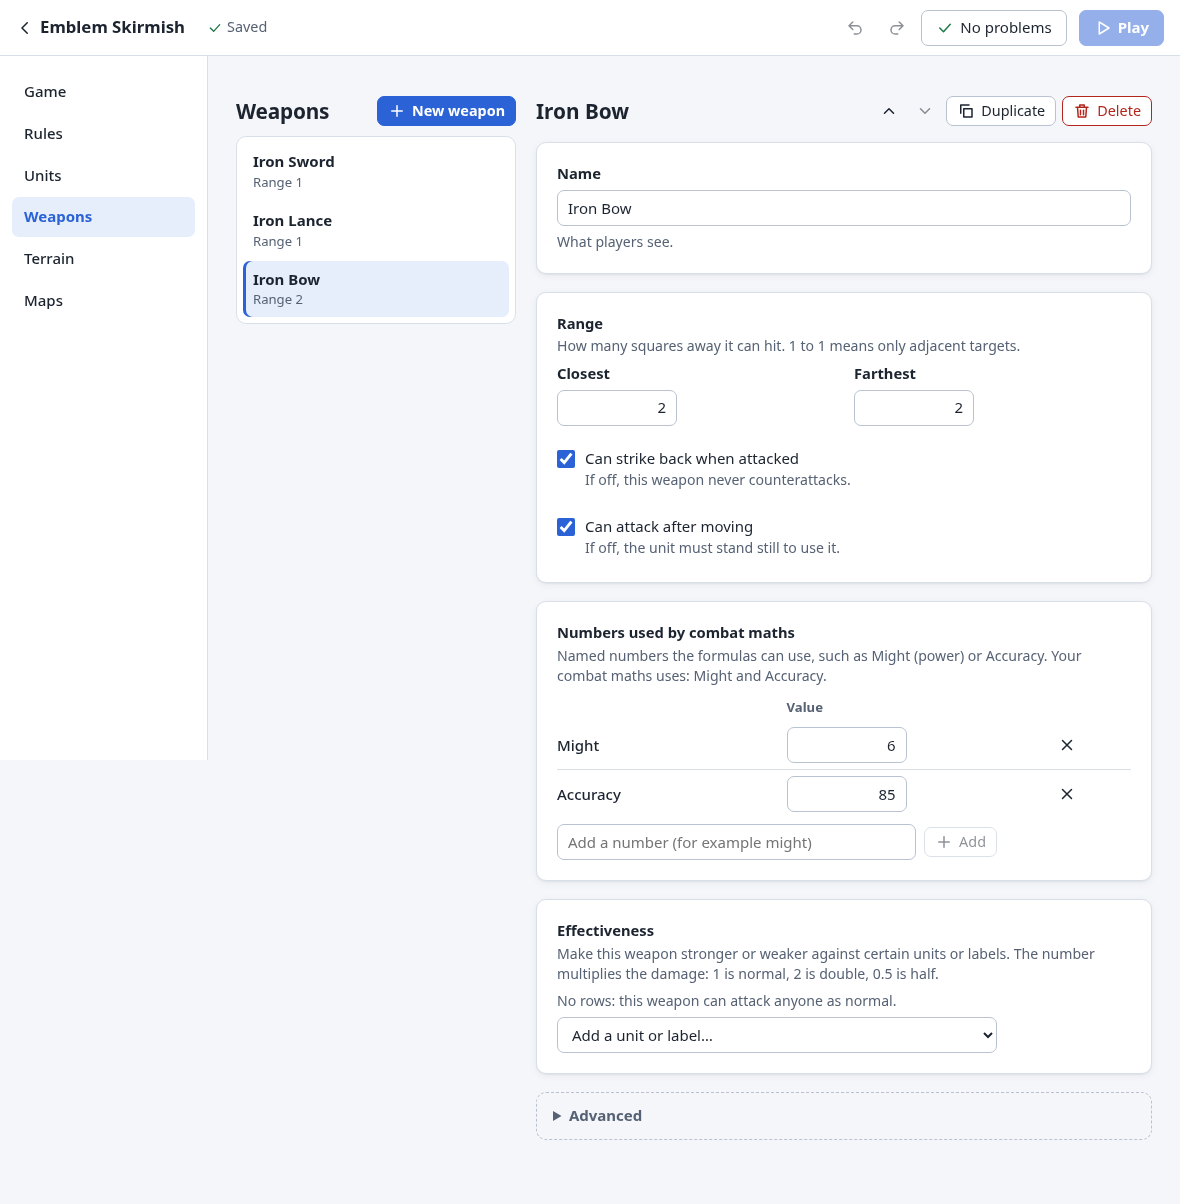 Emblem Skirmish
Saved
No problems
Play
Game
Rules
Units
Weapons
Terrain
Maps
Weapons
New weapon
Iron Sword
Range 1
Iron Lance
Range 1
Iron Bow
Range 2
Iron Bow
Duplicate
Delete
Name
Iron Bow
What players see.
Range
How many squares away it can hit. 1 to 1 means only adjacent targets.
Closest
Farthest
2
2
Can strike back when attacked
If off, this weapon never counterattacks.
Can attack after moving
If off, the unit must stand still to use it.
Numbers used by combat maths
Named numbers the formulas can use, such as Might (power) or Accuracy. Your
combat maths uses: Might and Accuracy.
Value
Might
6
Accuracy
85
Add a number (for example might)
Add
Effectiveness
Make this weapon stronger or weaker against certain units or labels. The number
multiplies the damage: 1 is normal, 2 is double, 0.5 is half.
No rows: this weapon can attack anyone as normal.
Add a unit or label...
Advanced